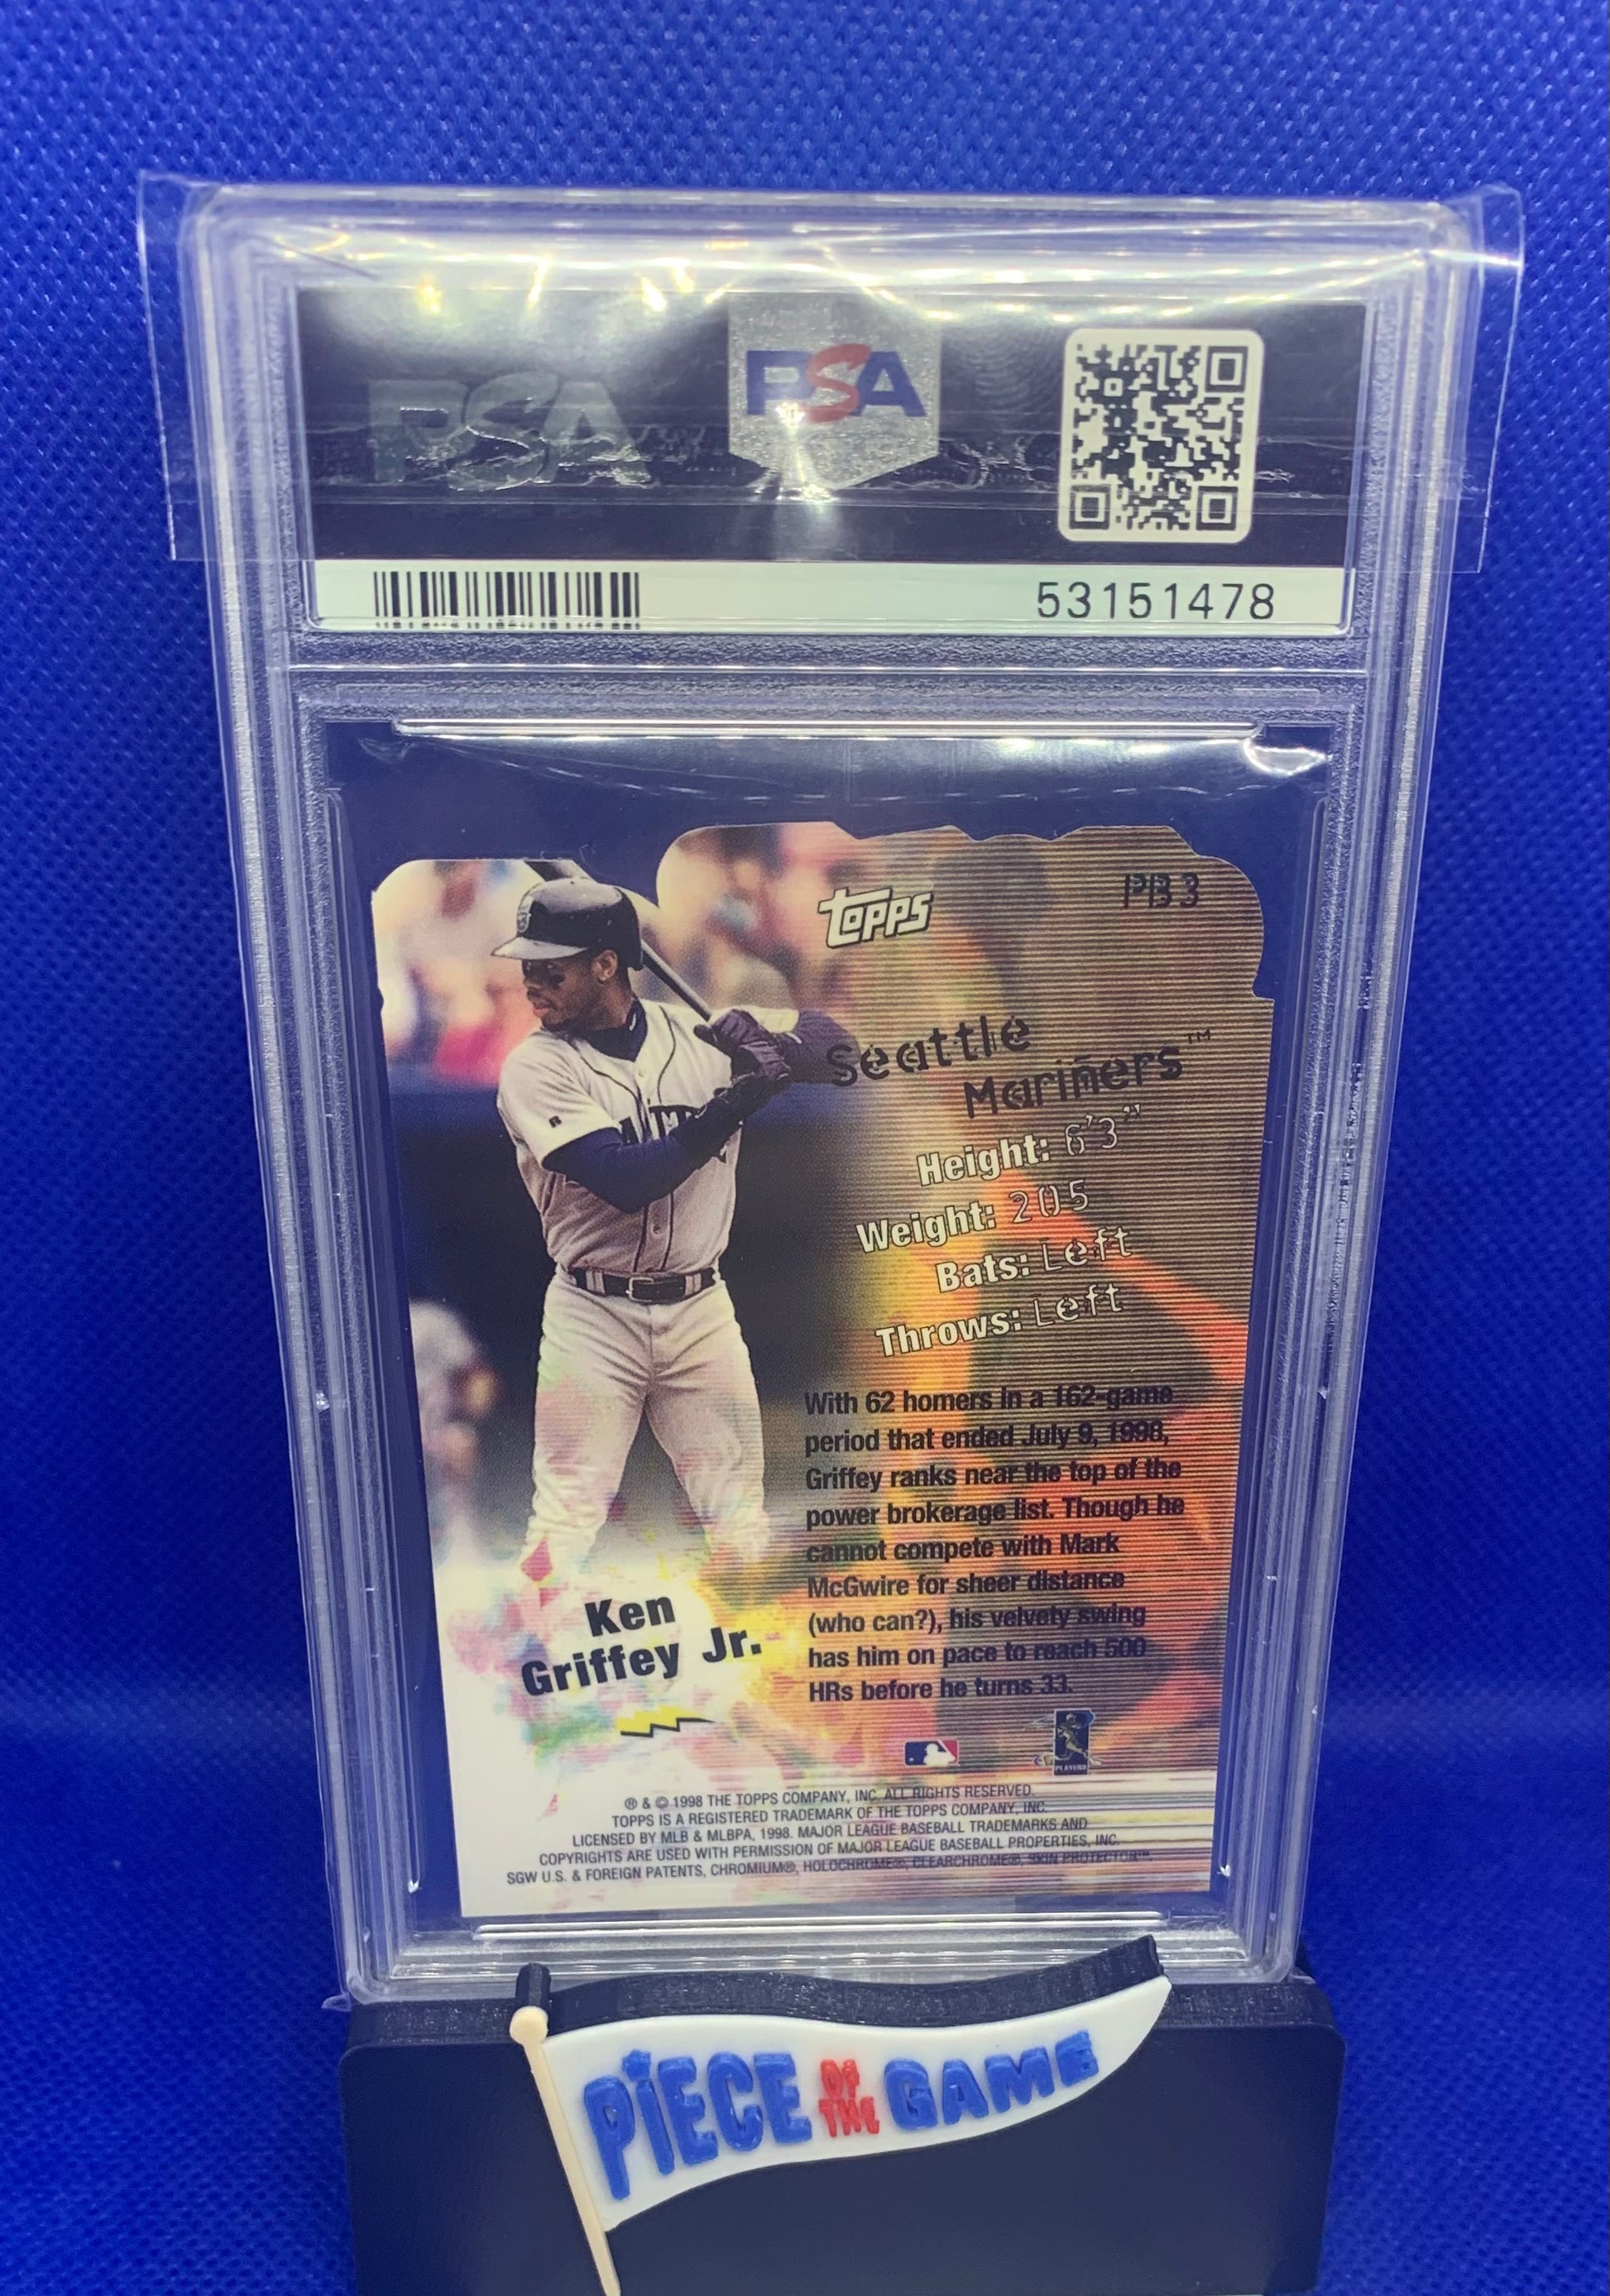 PSA
PSA
53151478
topps
PB3
Seattle
Mariners™
Height: 6'3"
Weight: 205
Bats: Left
Throws: Left
With 62 homers in a 162-game
period that ended July 9, 1998,
Griffey ranks near the top of the
power brokerage list. Though he
cannot compete with Mark
McGwire for sheer distance
(who can?), his velvety swing
has him on pace to reach 500
HRs before he turns 33.
Ken
Griffey Jr.
PLAYERS
® & © 1998 THE TOPPS COMPANY, INC. ALL RIGHTS RESERVED.
TOPPS IS A REGISTERED TRADEMARK OF THE TOPPS COMPANY, INC.
LICENSED BY MLB & MLBPA, 1998. MAJOR LEAGUE BASEBALL TRADEMARKS AND
COPYRIGHTS ARE USED WITH PERMISSION OF MAJOR LEAGUE BASEBALL PROPERTIES, INC.
SGW U.S. & FOREIGN PATENTS, CHROMIUM®, HOLOCHROME®, CLEARCHROME®, SKIN PROTECTOR™.
PIECE OF THE GAME